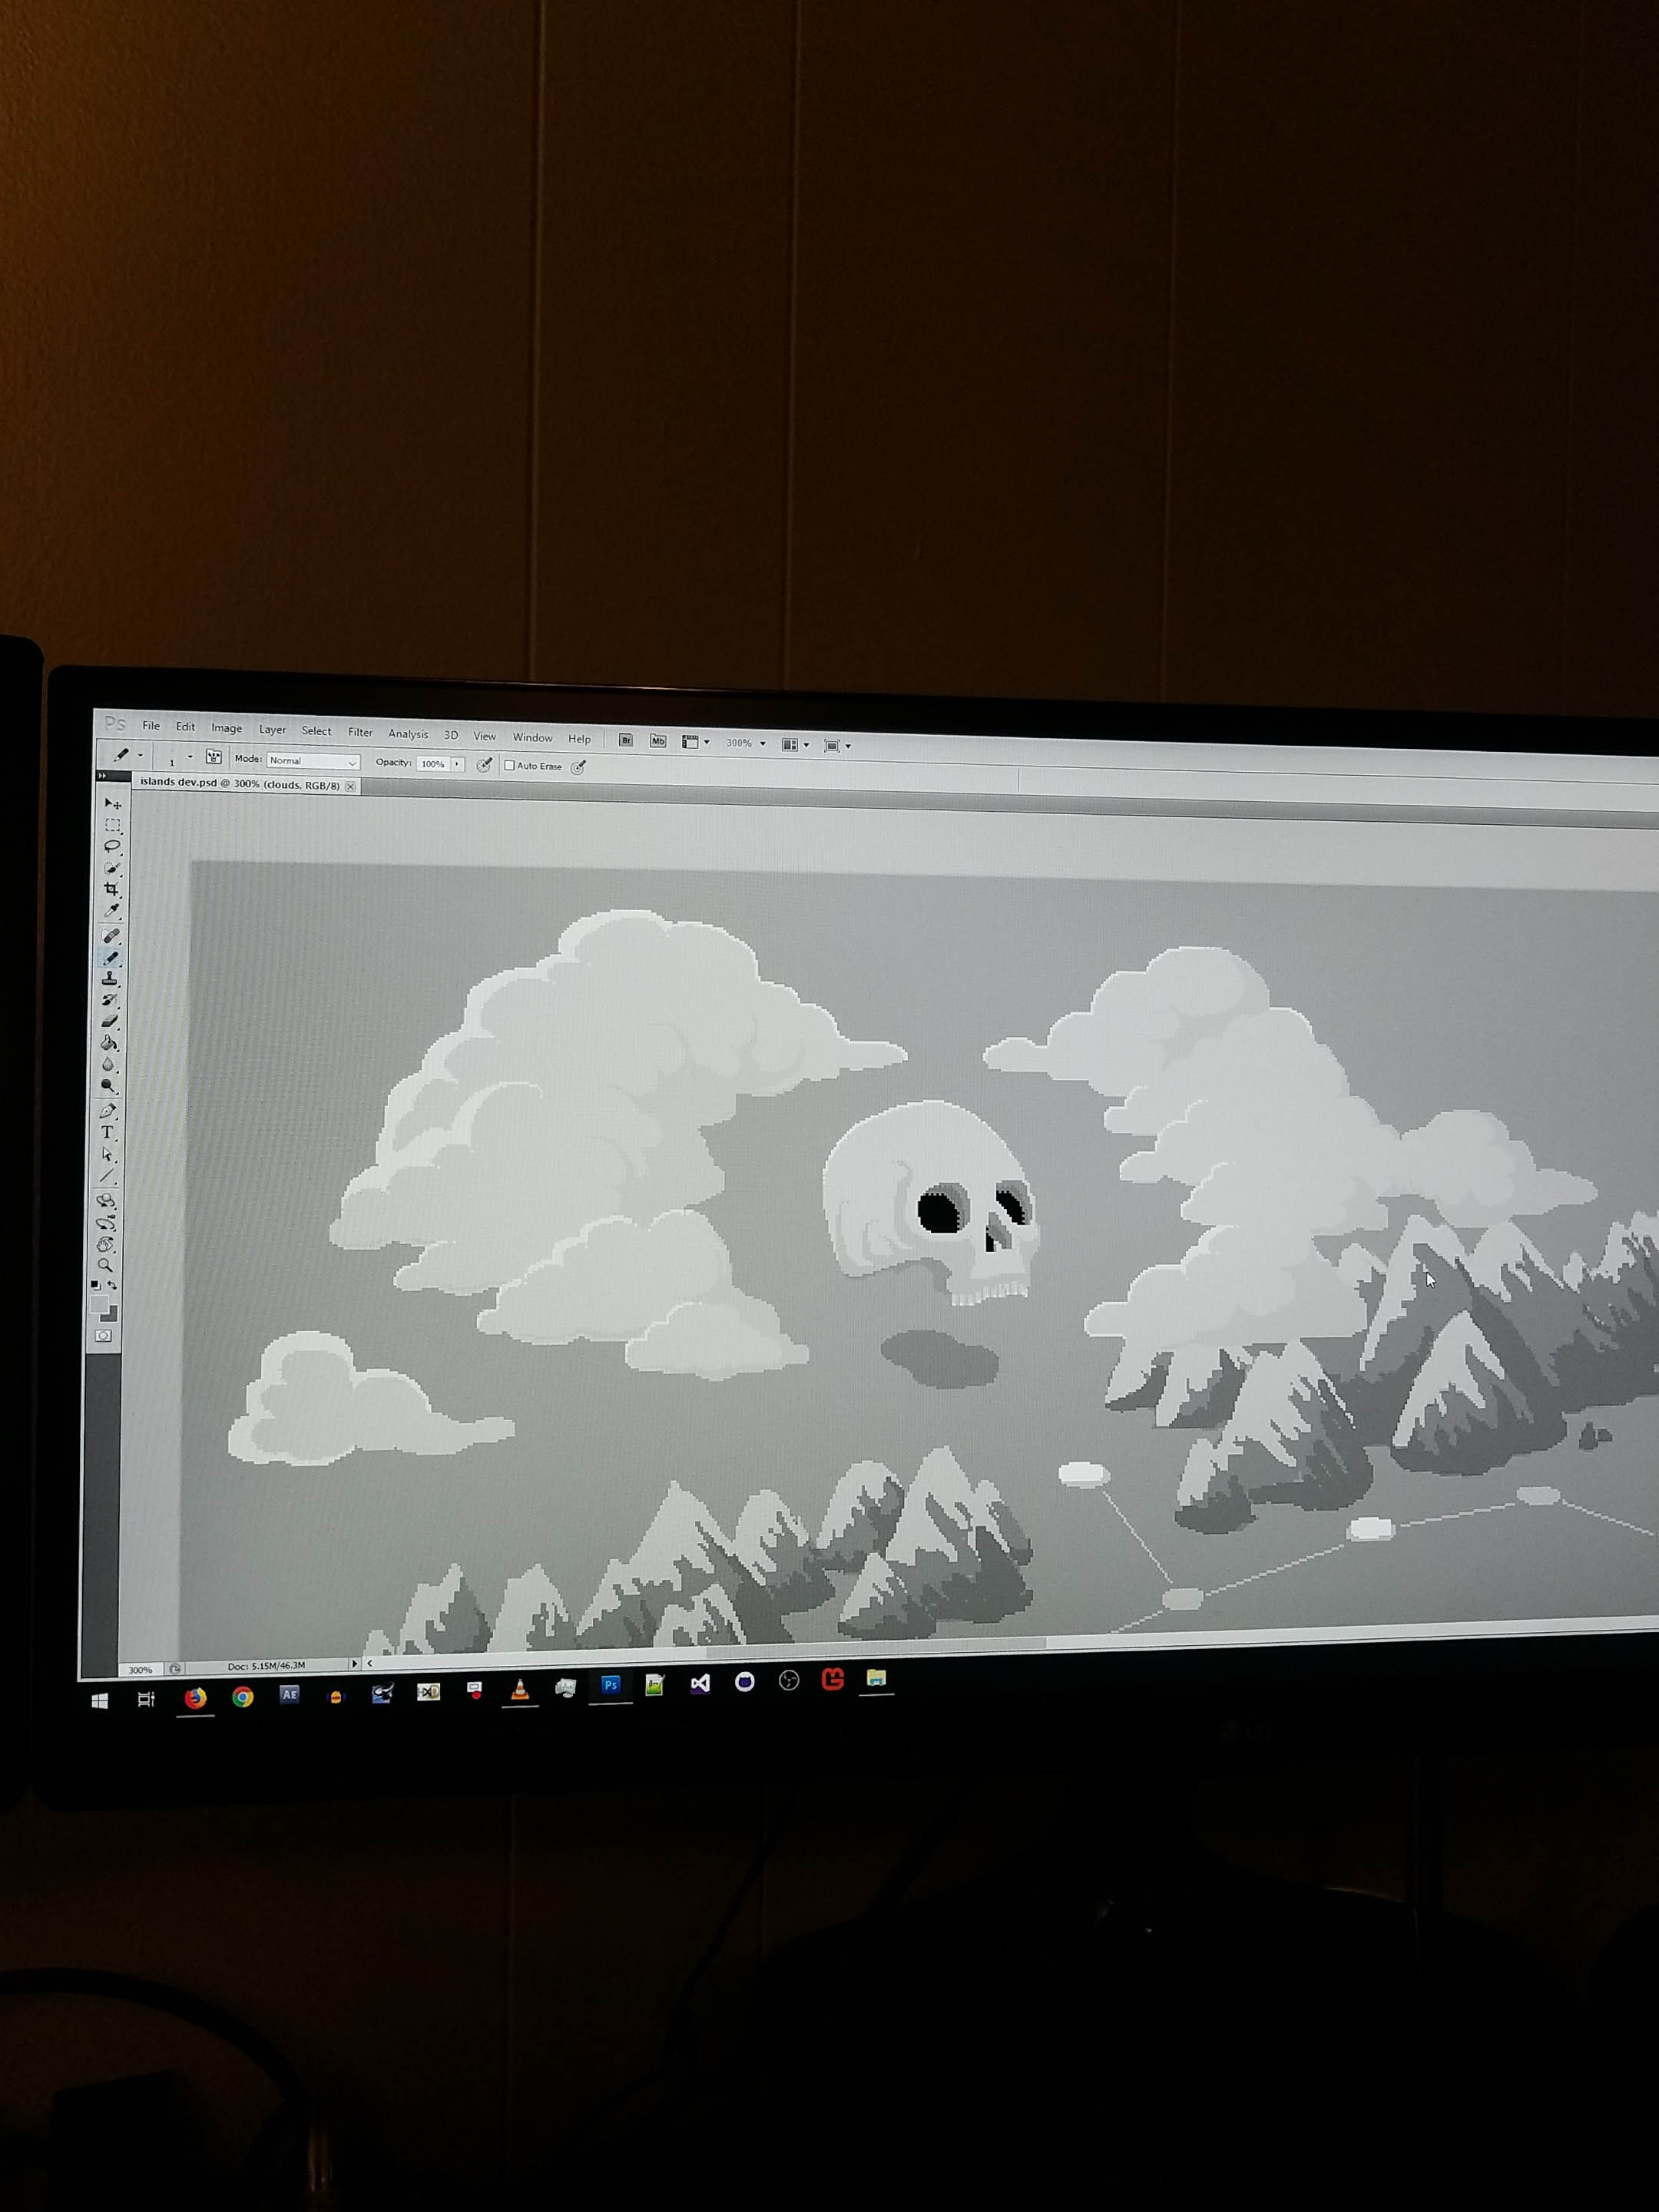 Ps File Edit Image Layer Select Filter Analysis 3D View Window Help Br Mb 300%
1 Mode: Normal Opacity: 100% Auto Erase
islands dev.psd @ 300% (clouds, RGB/8)
T
300% Doc: 5.15M/46.3M
AE Ps
LG